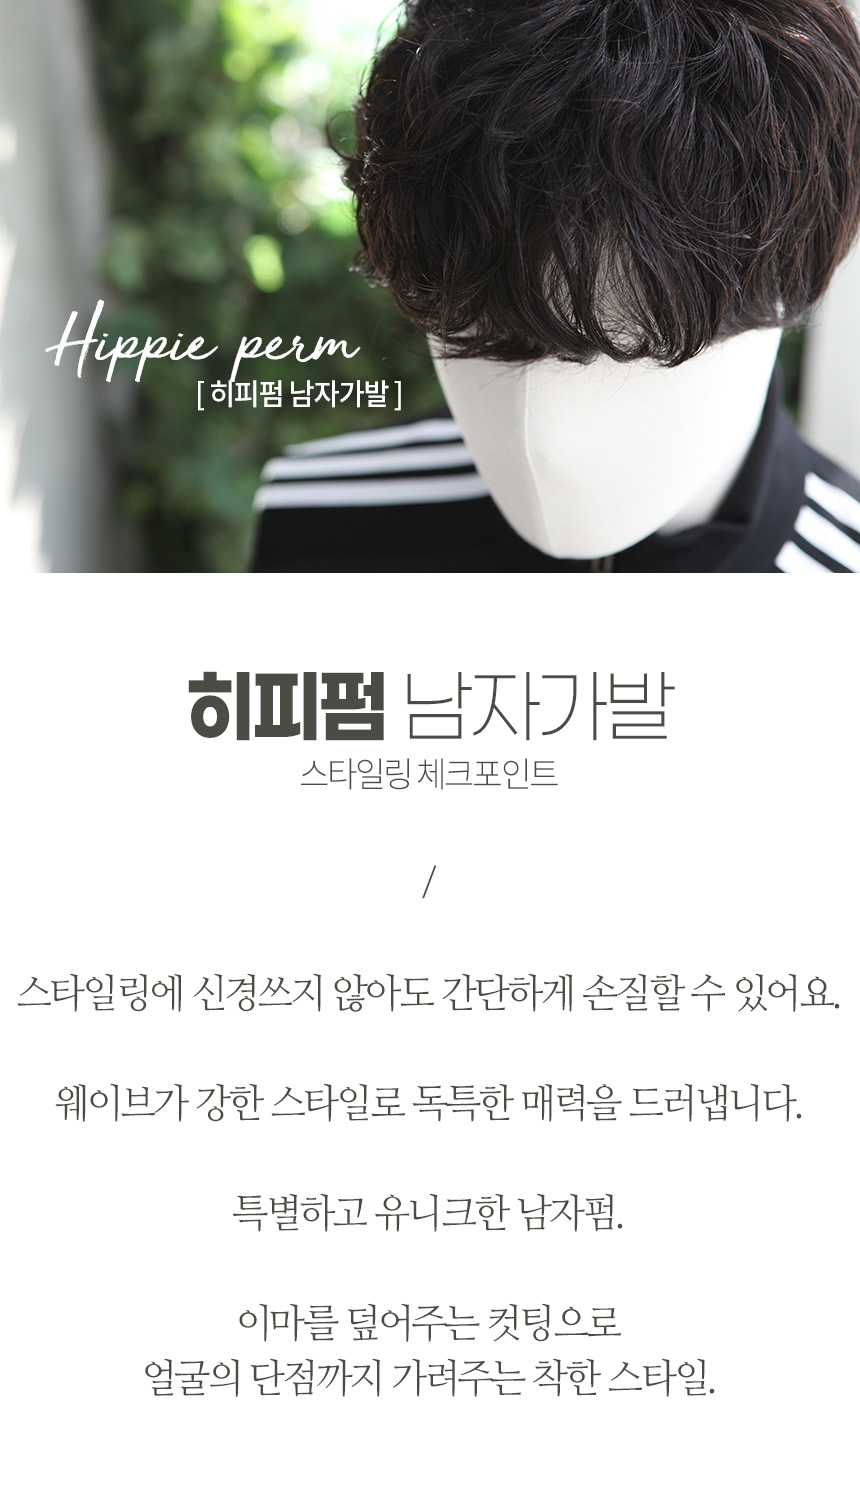 Hippie perm
[ 히피펌 남자가발 ]
히피펌 남자가발
스타일링 체크포인트
/
스타일링에 신경쓰지 않아도 간단하게 손질할 수 있어요.
웨이브가 강한 스타일로 독특한 매력을 드러냅니다.
특별하고 유니크한 남자펌.
이마를 덮어주는 컷팅으로
얼굴의 단점까지 가려주는 착한 스타일.